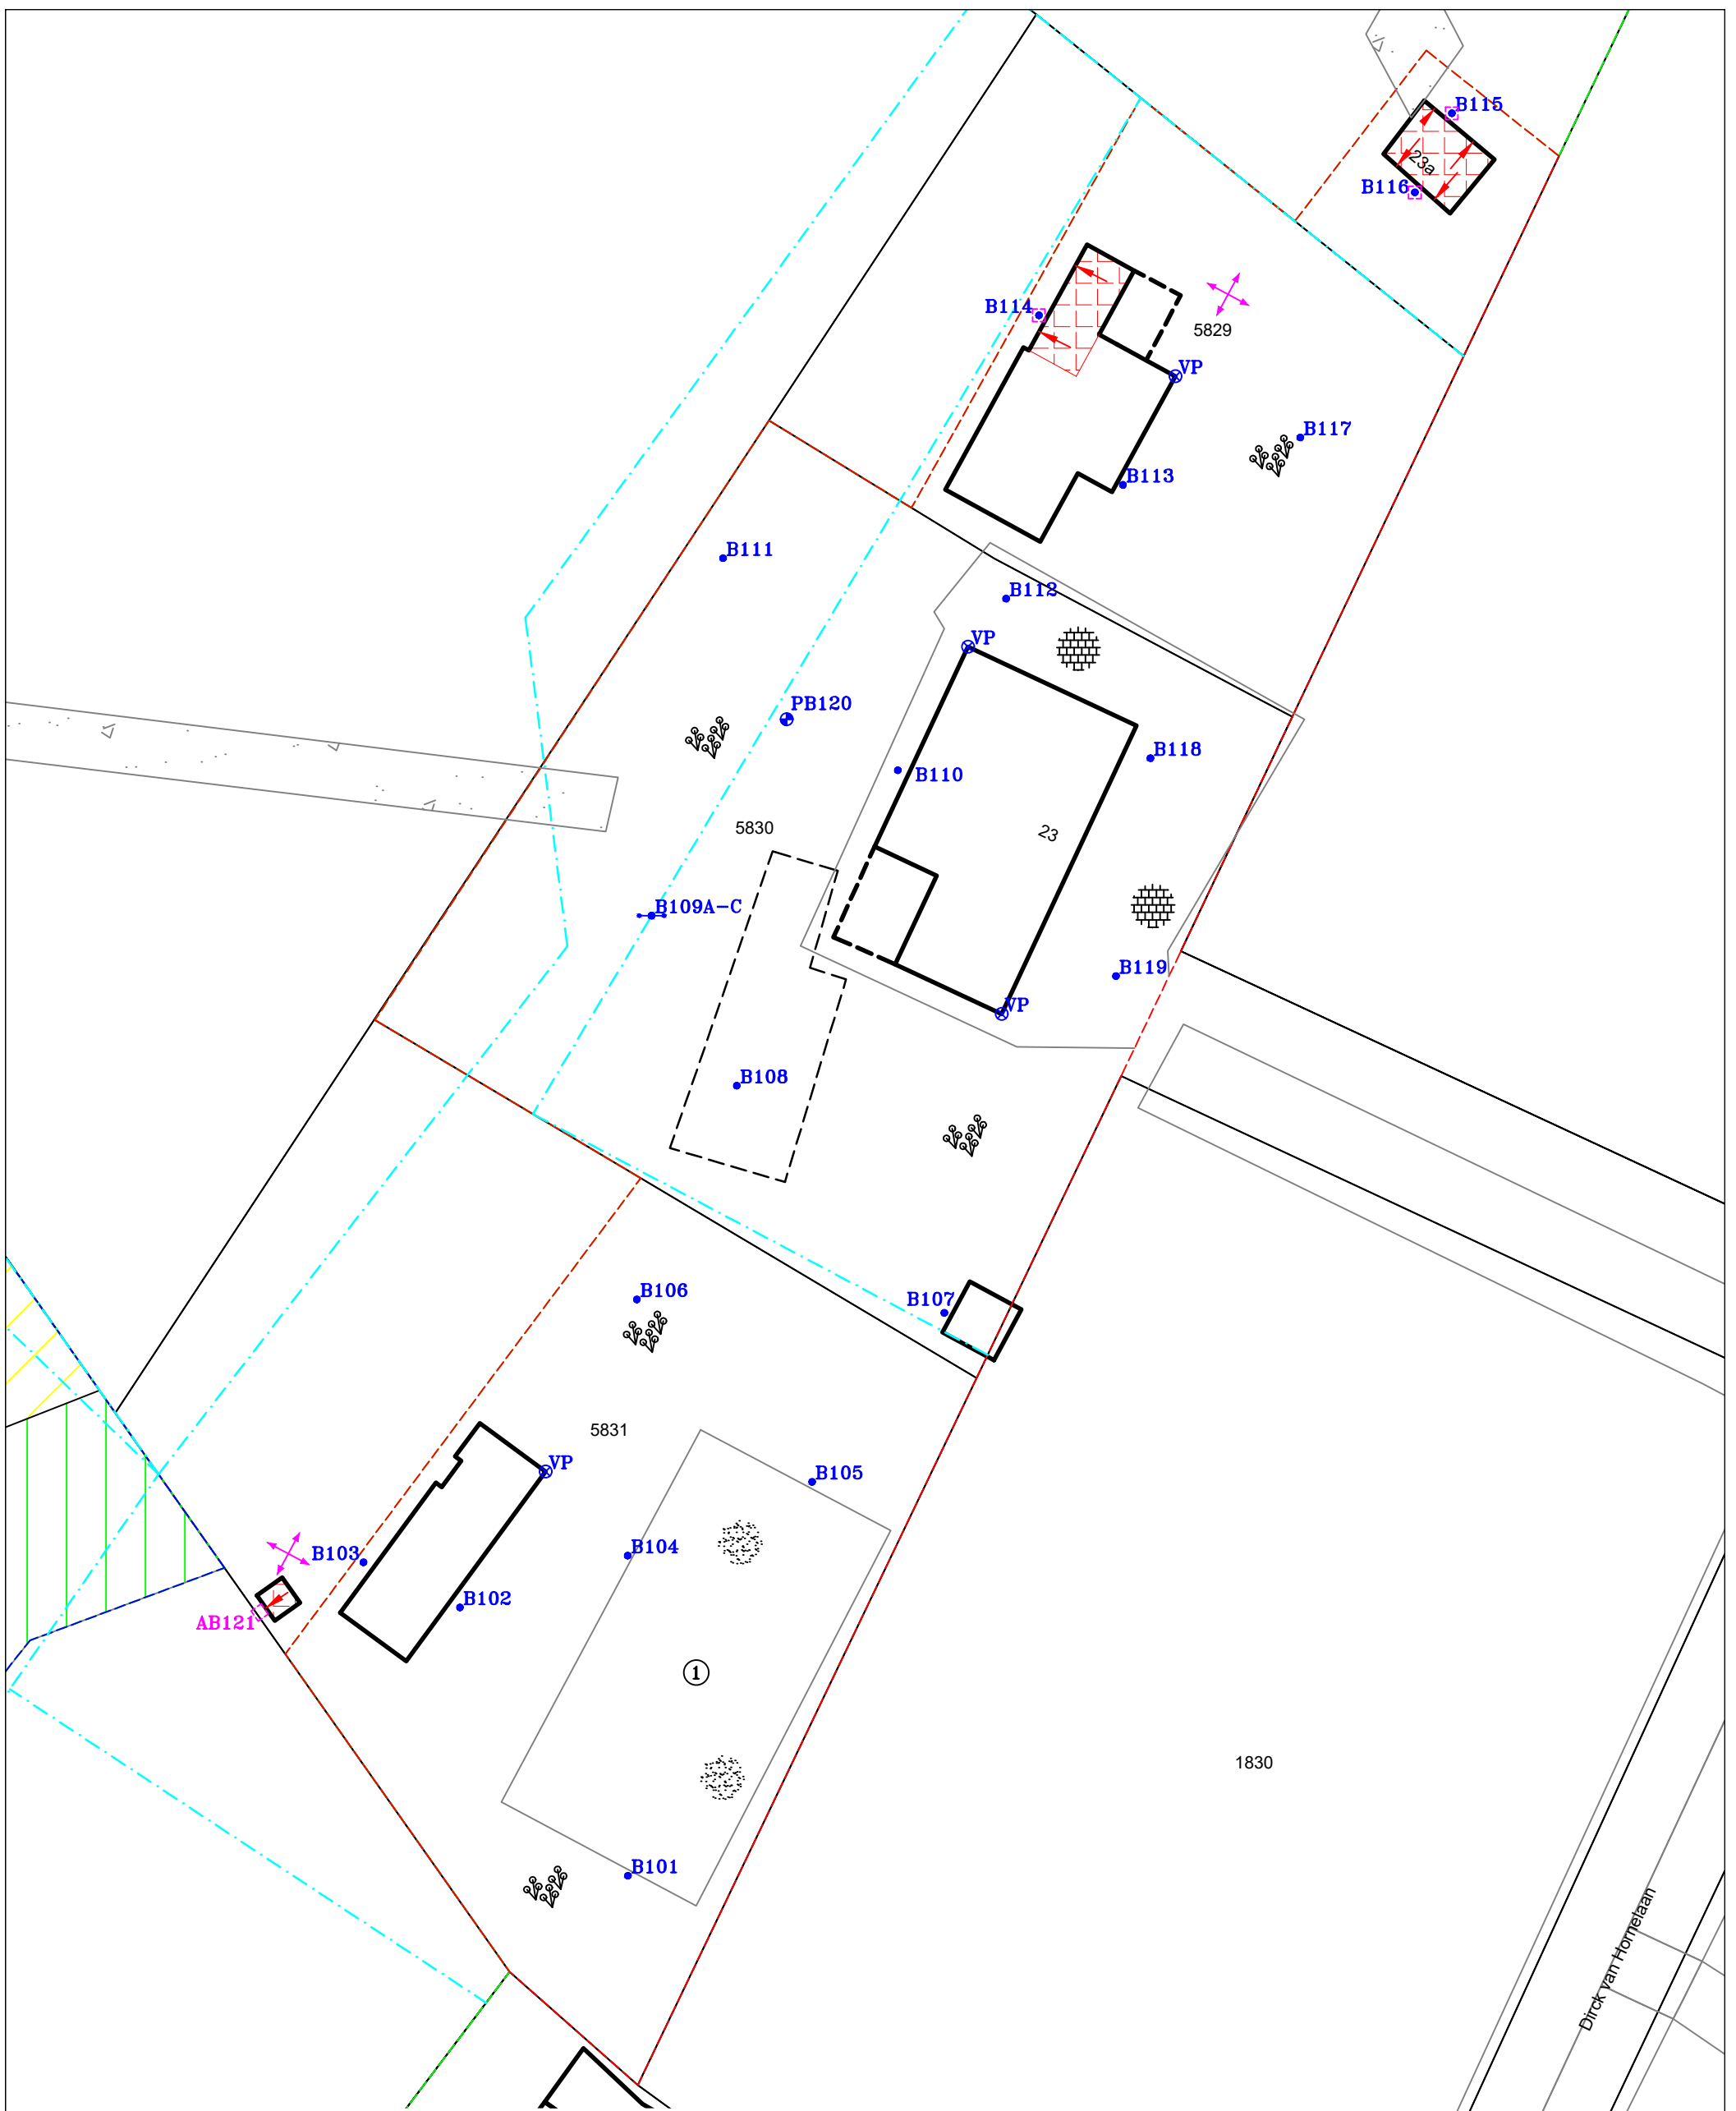 B115
23a
B116
B114
5829
VP
B117
B113
B111
B112
VP
PB120
B118
B110
5830
23
B109A-C
B119
VP
B108
B106
B107
5831
VP
B105
B103
B104
B102
AB121
1
1830
B101
Dirck van Hornelaan